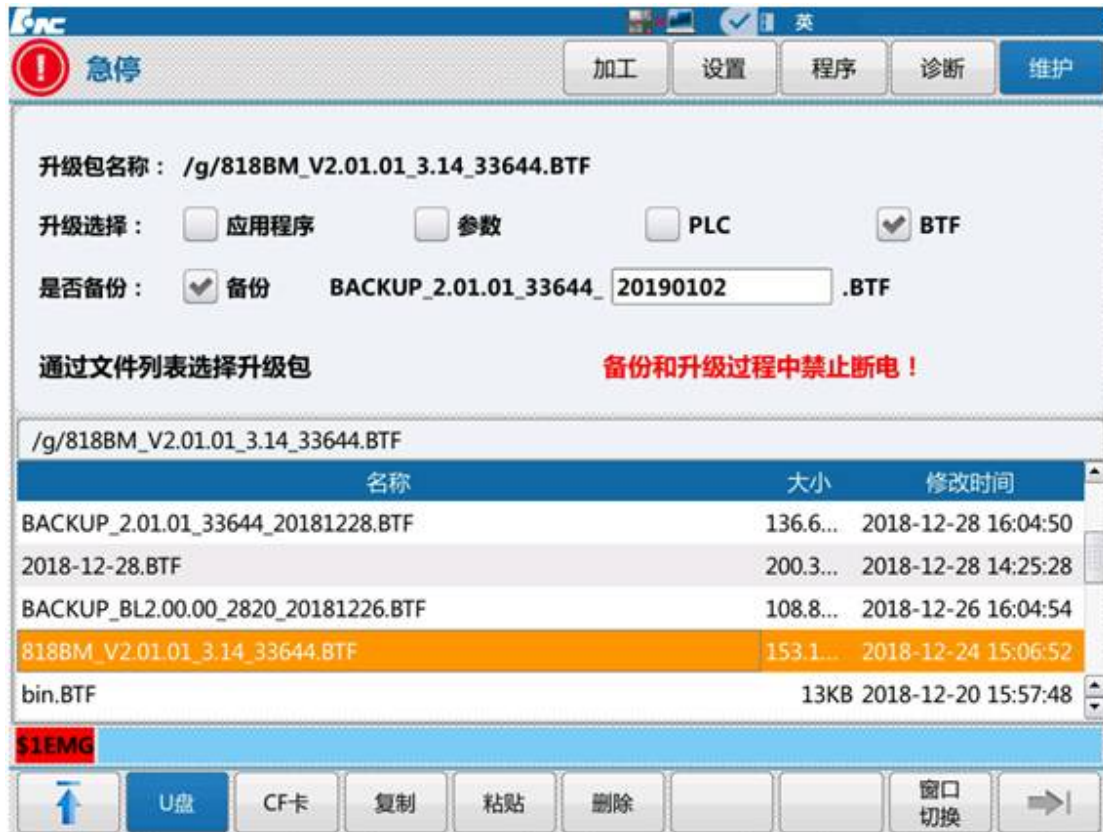 HNC 英
急停 加工 设置 程序 诊断 维护
升级包名称： /g/818BM_V2.01.01_3.14_33644.BTF
升级选择： 应用程序 参数 PLC BTF
是否备份： 备份 BACKUP_2.01.01_33644_ 20190102 .BTF
通过文件列表选择升级包 备份和升级过程中禁止断电！
/g/818BM_V2.01.01_3.14_33644.BTF
名称 大小 修改时间
BACKUP_2.01.01_33644_20181228.BTF 136.6... 2018-12-28 16:04:50
2018-12-28.BTF 200.3... 2018-12-28 14:25:28
BACKUP_BL2.00.00_2820_20181226.BTF 108.8... 2018-12-26 16:04:54
818BM_V2.01.01_3.14_33644.BTF 153.1... 2018-12-24 15:06:52
bin.BTF 13KB 2018-12-20 15:57:48
$1EMG
U盘 CF卡 复制 粘贴 删除 窗口
切换